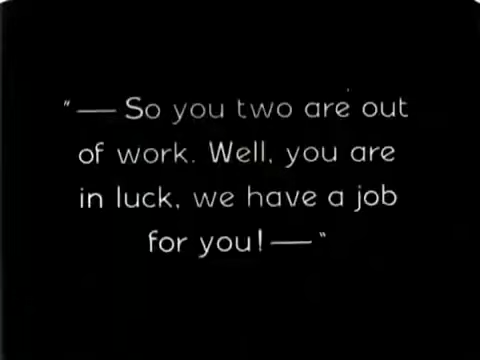 "— So you two are out
of work. Well, you are
in luck, we have a job
for you! — "